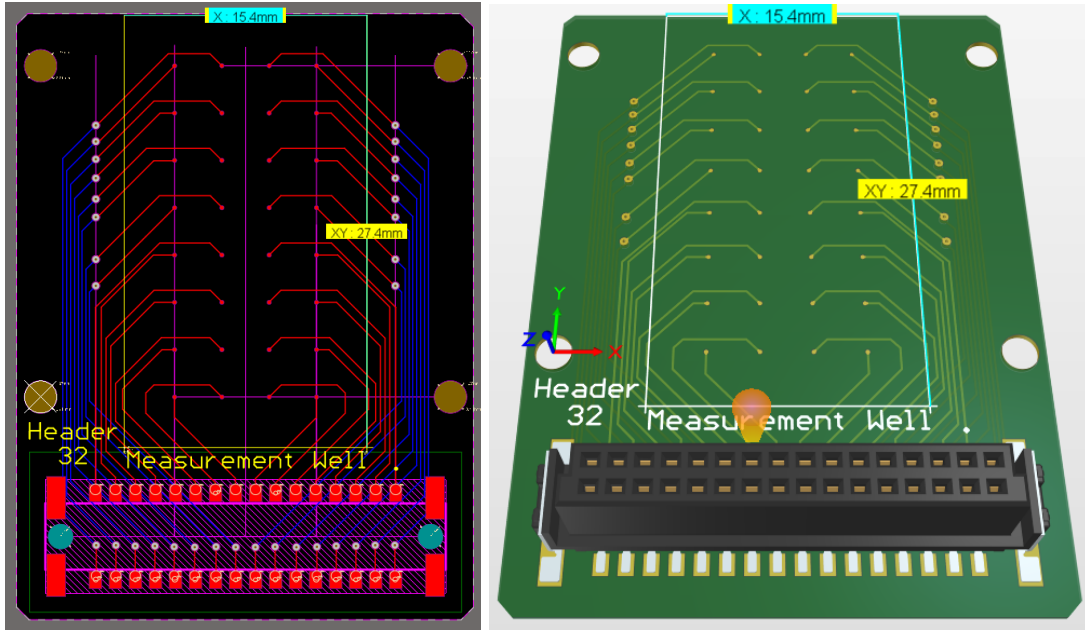 X : 15.4mm
XY : 27.4mm
Header
32
Measurement Well
X : 15.4mm
XY : 27.4mm
Y
Z
X
Header
32
Measurement Well